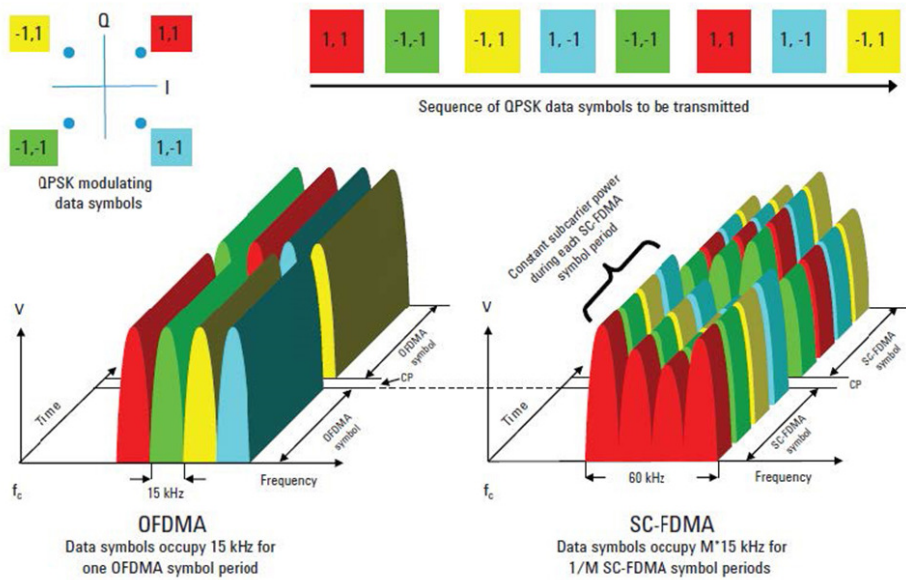 -1,1
Q
1,1
I
-1,-1
1,-1
QPSK modulating
data symbols
1, 1
-1,-1
-1, 1
1, -1
-1,-1
1, 1
1, -1
-1, 1
Sequence of QPSK data symbols to be transmitted
V
Time
OFDMA
symbol
CP
OFDMA
symbol
fc
15 kHz
Frequency
OFDMA
Data symbols occupy 15 kHz for
one OFDMA symbol period
Constant subcarrier power
during each SC-FDMA
symbol period
V
Time
SC-FDMA
symbol
CP
SC-FDMA
symbol
fc
60 kHz
Frequency
SC-FDMA
Data symbols occupy M*15 kHz for
1/M SC-FDMA symbol periods